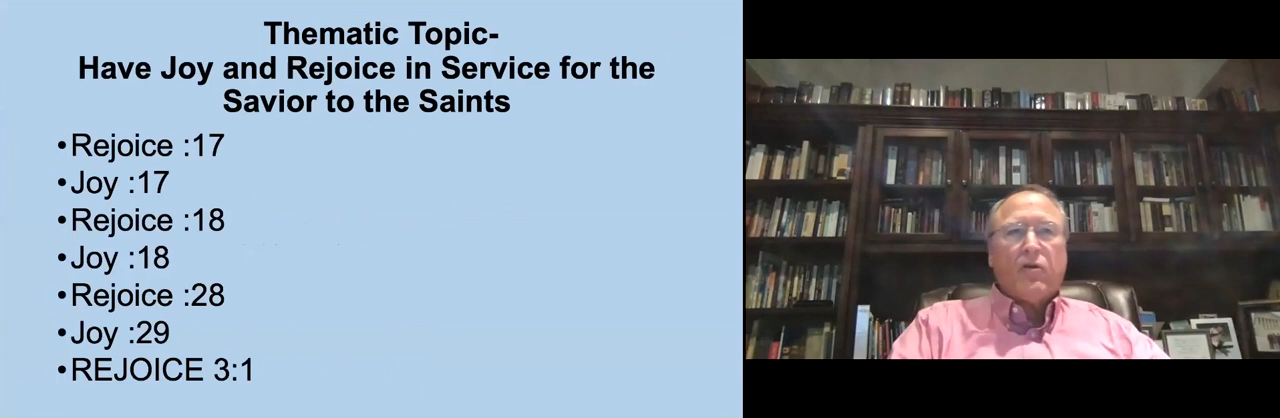 Thematic Topic-
Have Joy and Rejoice in Service for the
Savior to the Saints
•Rejoice :17
•Joy :17
•Rejoice :18
•Joy :18
•Rejoice :28
•Joy :29
•REJOICE 3:1